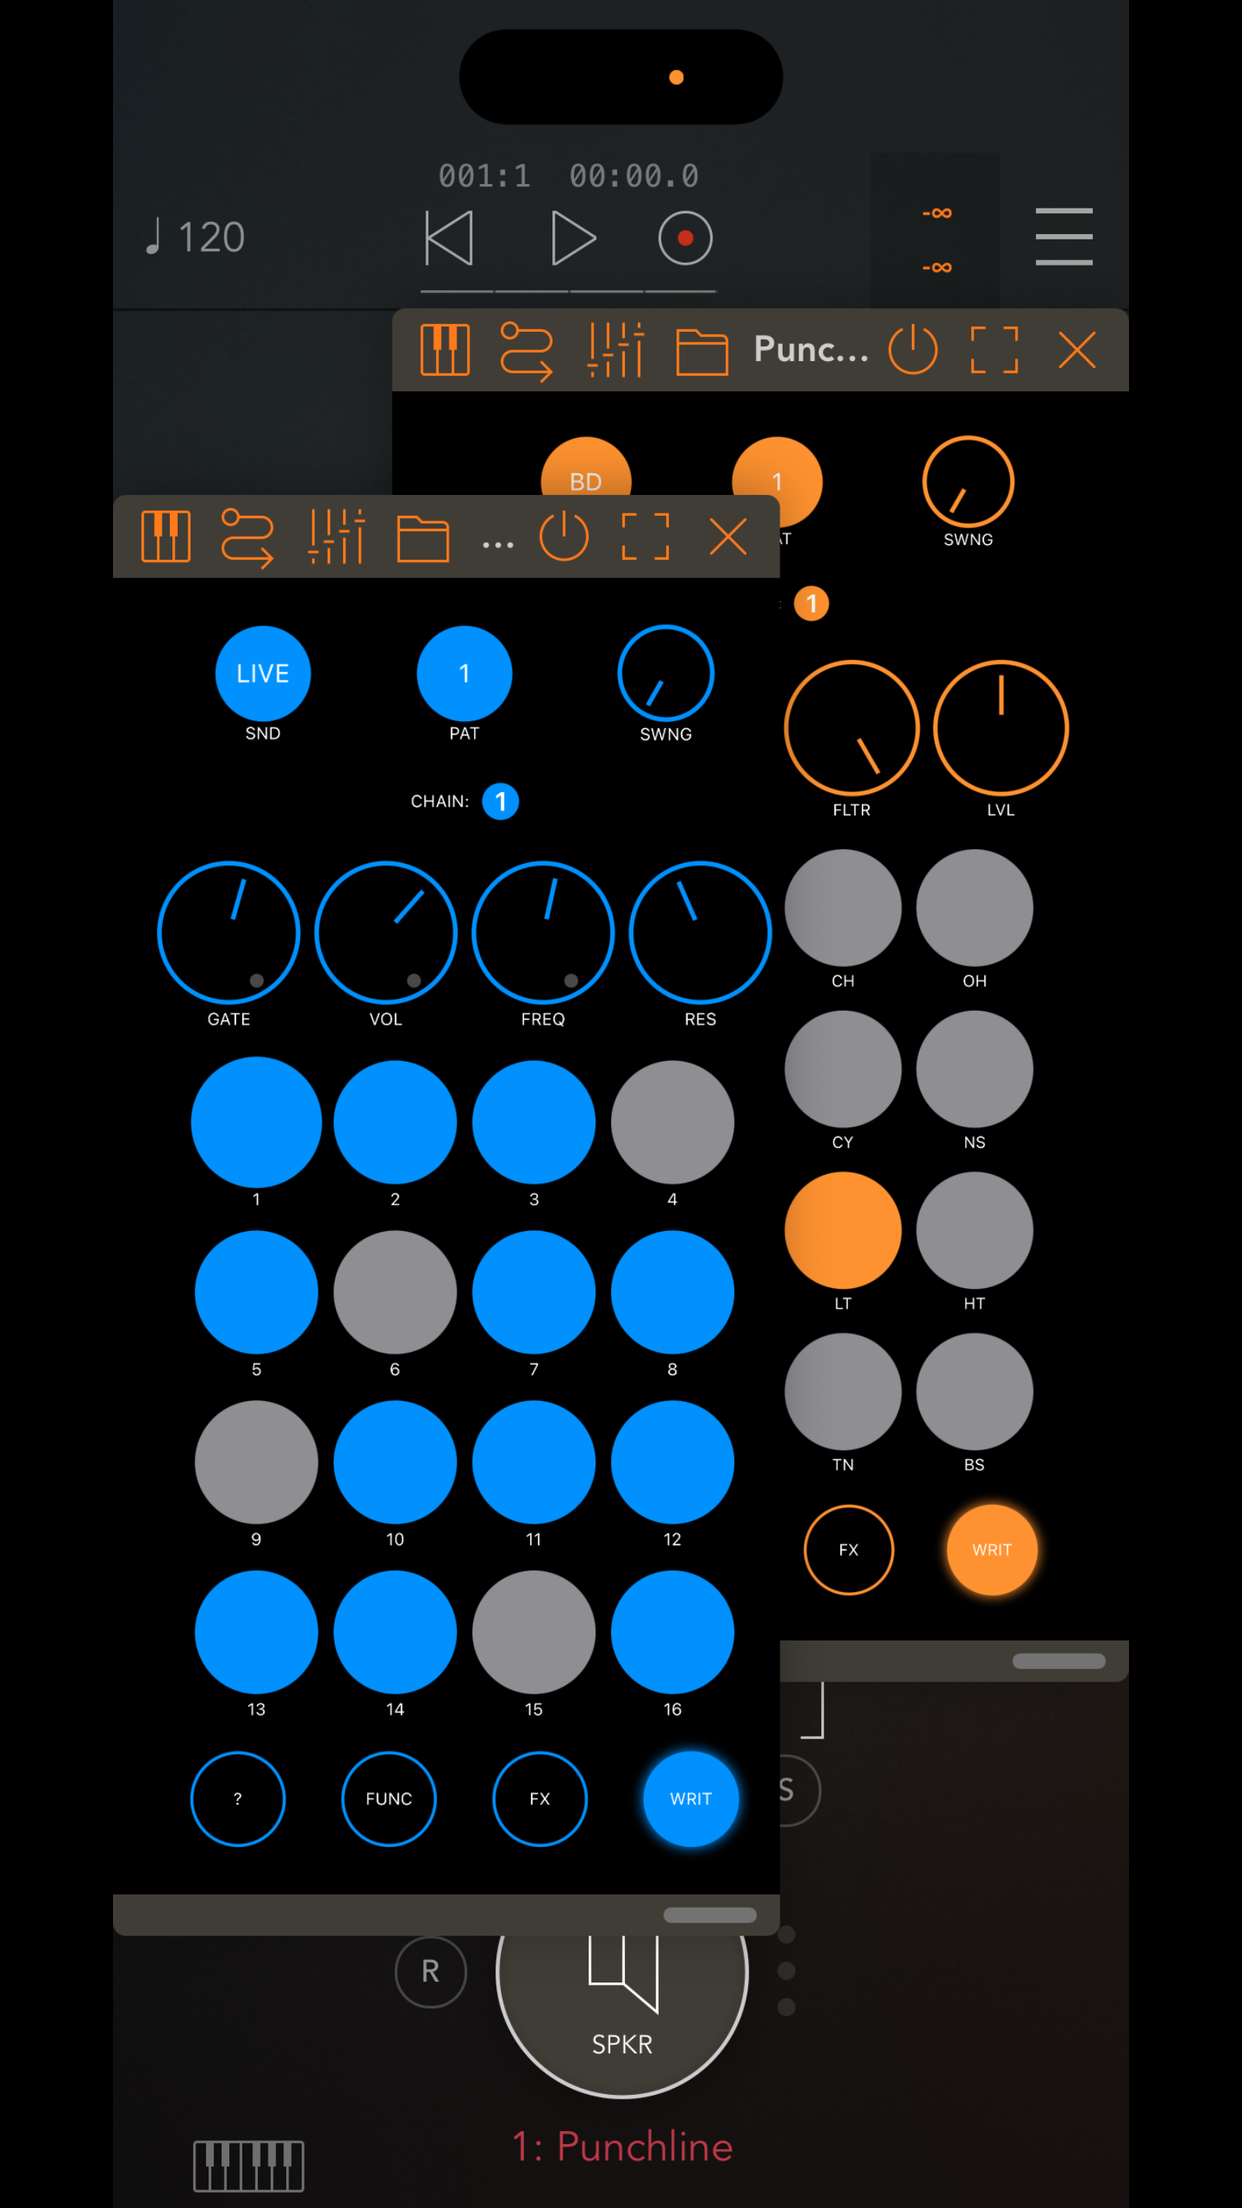 001:1 00:00.0
120
-∞
-∞
Punc...
BD
1
AT
SWNG
...
: 1
LIVE
1
SND
PAT
SWNG
CHAIN: 1
FLTR
LVL
GATE
VOL
FREQ
RES
CH
OH
CY
NS
LT
HT
TN
BS
FX
WRIT
1
2
3
4
5
6
7
8
9
10
11
12
13
14
15
16
?
FUNC
FX
WRIT
S
R
SPKR
1: Punchline